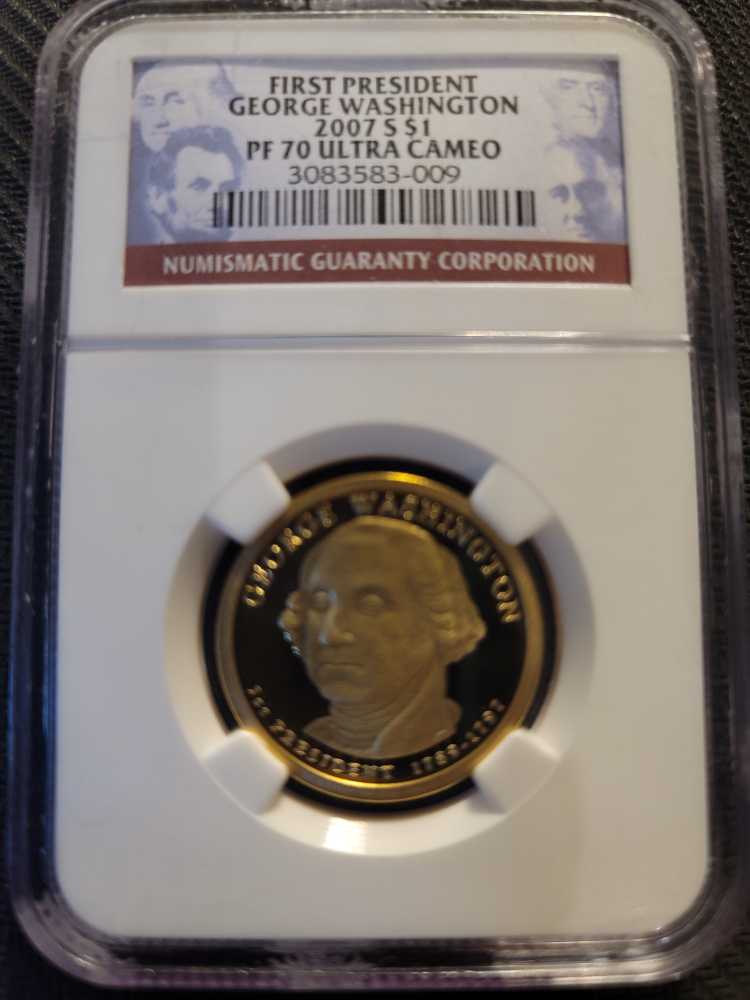 FIRST PRESIDENT
GEORGE WASHINGTON
2007 S $1
PF 70 ULTRA CAMEO
3083583-009
NUMISMATIC GUARANTY CORPORATION
GEORGE WASHINGTON
1st PRESIDENT 1789-1797